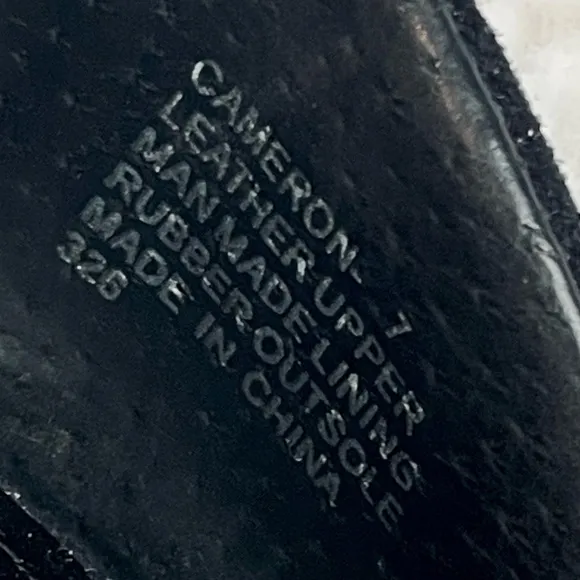 CAMERON- 7
LEATHER UPPER
MAN MADE LINING
RUBBER OUTSOLE
MADE IN CHINA
326